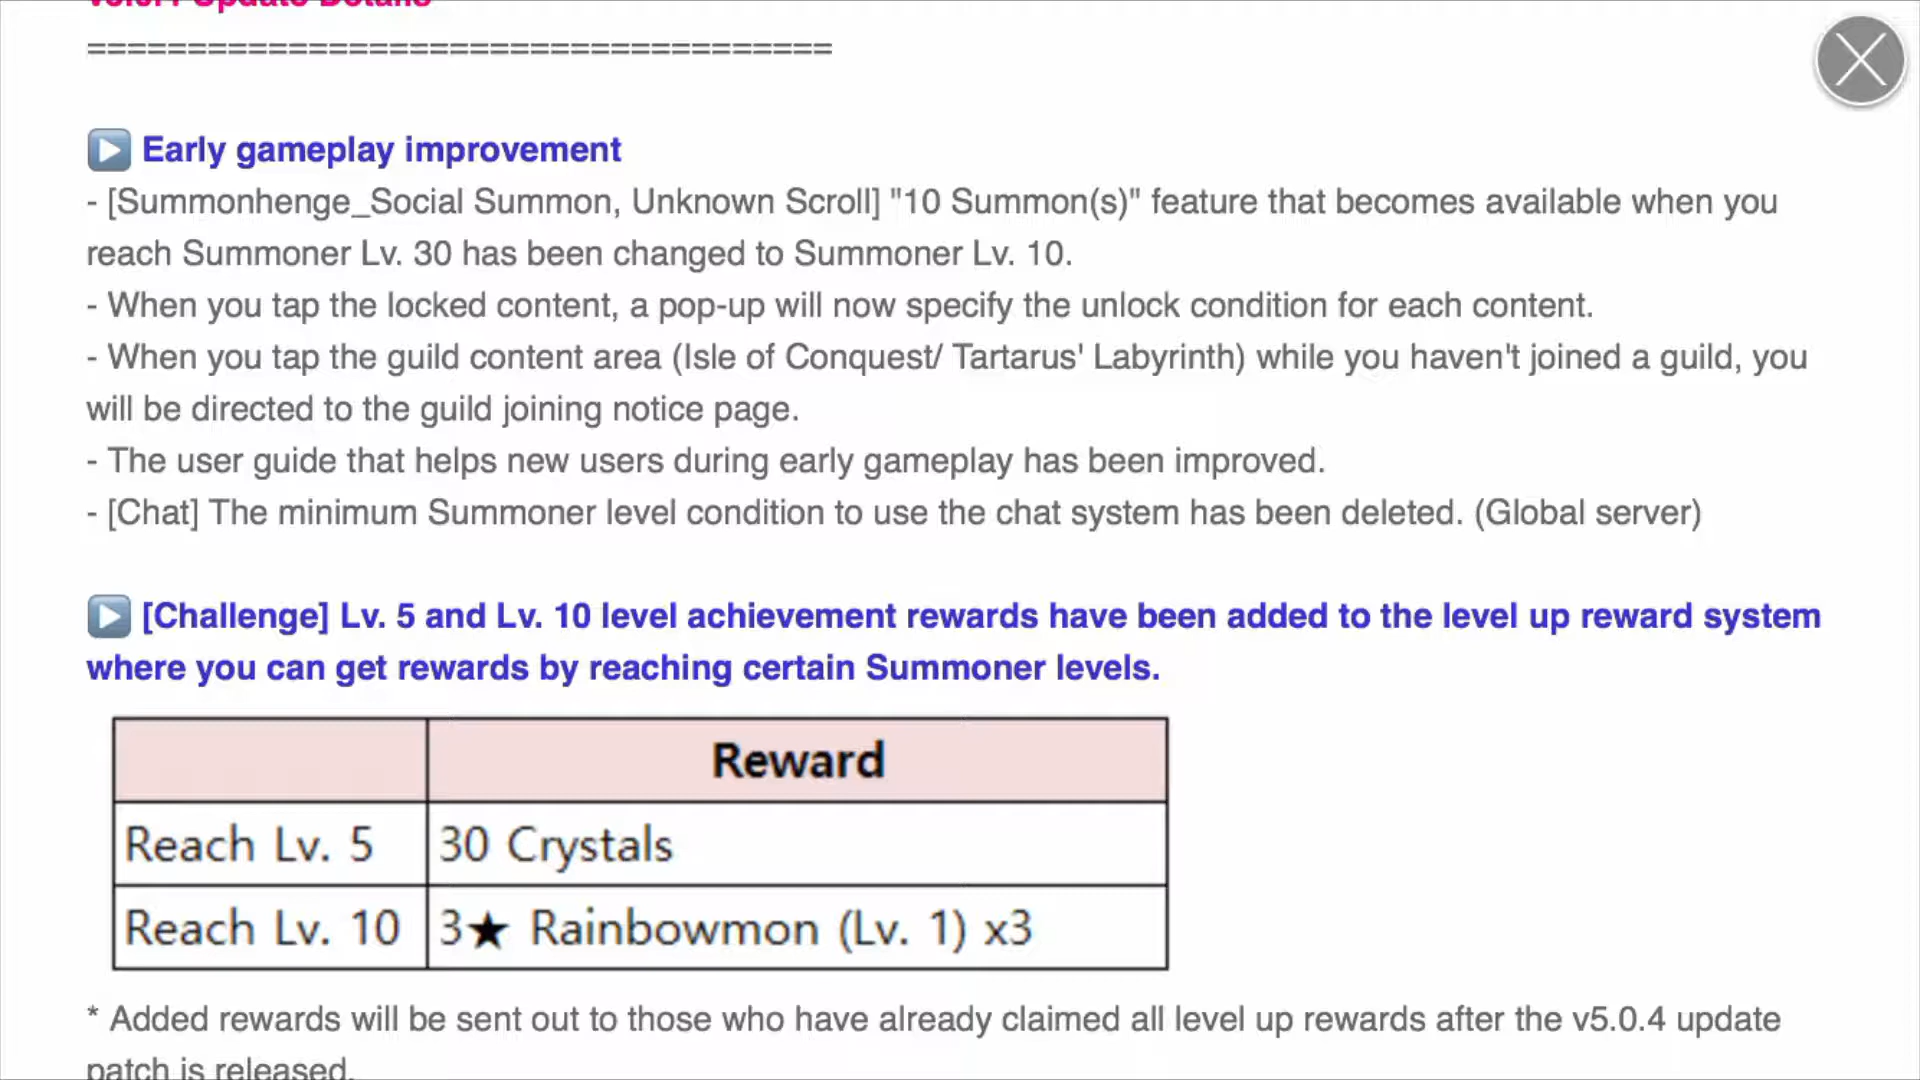 v5.0.4 Update Details
=====================================
Early gameplay improvement
- [Summonhenge_Social Summon, Unknown Scroll] "10 Summon(s)" feature that becomes available when you
reach Summoner Lv. 30 has been changed to Summoner Lv. 10.
- When you tap the locked content, a pop-up will now specify the unlock condition for each content.
- When you tap the guild content area (Isle of Conquest/ Tartarus' Labyrinth) while you haven't joined a guild, you
will be directed to the guild joining notice page.
- The user guide that helps new users during early gameplay has been improved.
- [Chat] The minimum Summoner level condition to use the chat system has been deleted. (Global server)
[Challenge] Lv. 5 and Lv. 10 level achievement rewards have been added to the level up reward system
where you can get rewards by reaching certain Summoner levels.
Reward
Reach Lv. 5 30 Crystals
Reach Lv. 10 3★ Rainbowmon (Lv. 1) x3
* Added rewards will be sent out to those who have already claimed all level up rewards after the v5.0.4 update
patch is released.